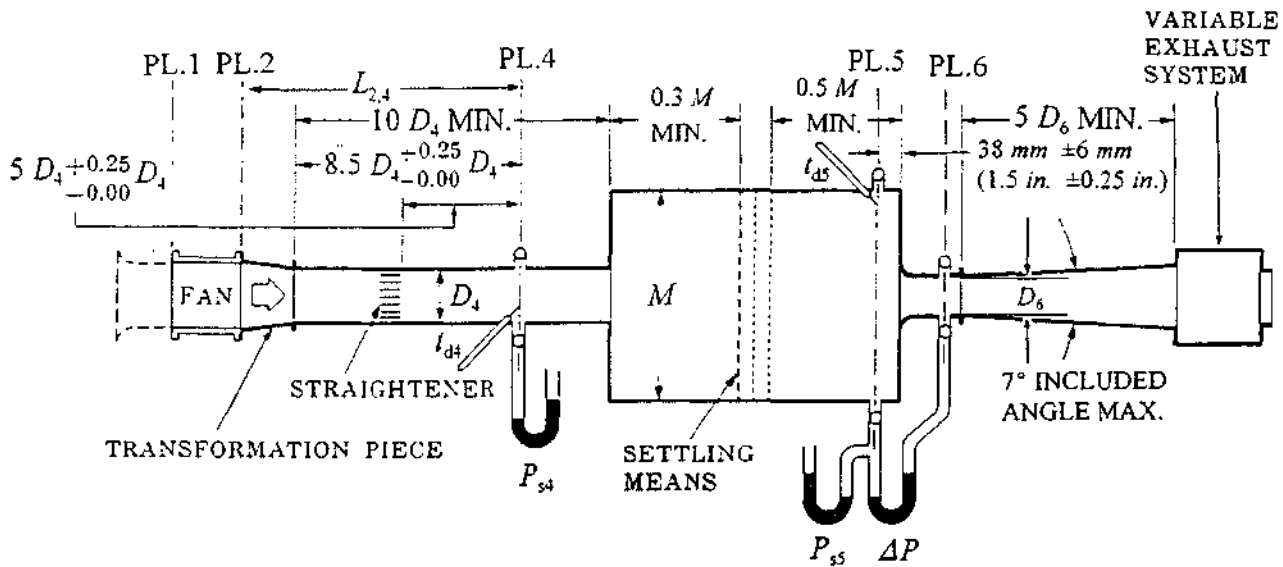 VARIABLE
EXHAUST
SYSTEM
PL.1 PL.2 PL.4 PL.5 PL.6
L2,4
0.3 M
MIN.
0.5 M
MIN.
10 D4 MIN.
5 D6 MIN.
5 D4 +0.25 -0.00 D4
8.5 D4 +0.25 -0.00 D4
38 mm ±6 mm
(1.5 in. ±0.25 in.)
td5
FAN
D4
M
D6
td4
STRAIGHTENER
7° INCLUDED
ANGLE MAX.
TRANSFORMATION PIECE
SETTLING
MEANS
Ps4
Ps5 ΔP